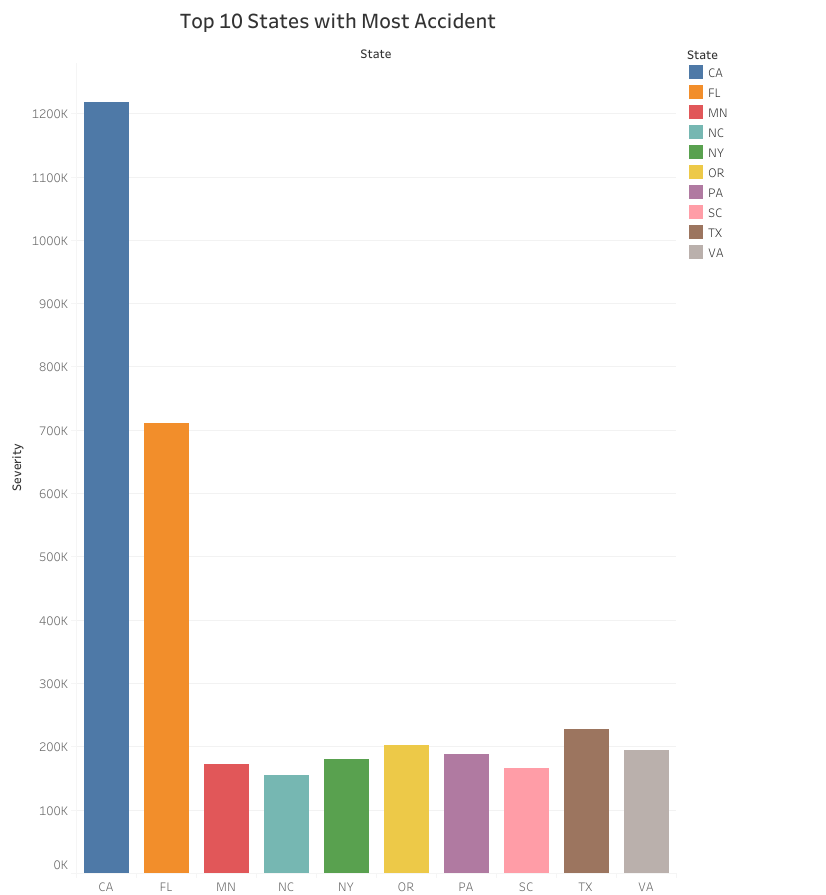 Top 10 States with Most Accident
State
State
CA
FL
MN
NC
NY
OR
PA
SC
TX
VA
1200K
1100K
1000K
900K
800K
700K
600K
500K
400K
300K
200K
100K
0K
Severity
CA FL MN NC NY OR PA SC TX VA